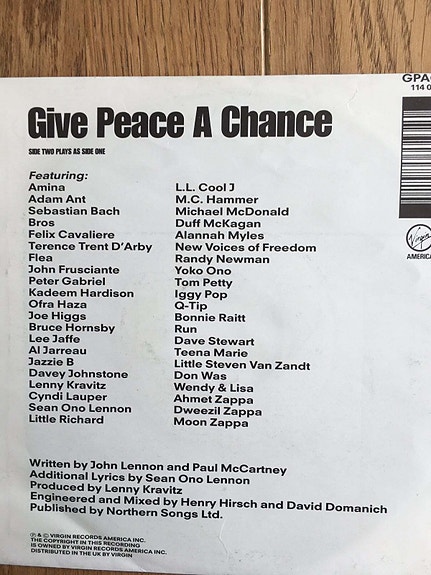 GPAC
114 0
Give Peace A Chance
SIDE TWO PLAYS AS SIDE ONE
Featuring:
Amina
Adam Ant
Sebastian Bach
Bros
Felix Cavaliere
Terence Trent D'Arby
Flea
John Frusciante
Peter Gabriel
Kadeem Hardison
Ofra Haza
Joe Higgs
Bruce Hornsby
Lee Jaffe
Al Jarreau
Jazzie B
Davey Johnstone
Lenny Kravitz
Cyndi Lauper
Sean Ono Lennon
Little Richard
L.L. Cool J
M.C. Hammer
Michael McDonald
Duff McKagan
Alannah Myles
New Voices of Freedom
Randy Newman
Yoko Ono
Tom Petty
Iggy Pop
Q-Tip
Bonnie Raitt
Run
Dave Stewart
Teena Marie
Little Steven Van Zandt
Don Was
Wendy & Lisa
Ahmet Zappa
Dweezil Zappa
Moon Zappa
Virgin
AMERICA
Written by John Lennon and Paul McCartney
Additional Lyrics by Sean Ono Lennon
Produced by Lenny Kravitz
Engineered and Mixed by Henry Hirsch and David Domanich
Published by Northern Songs Ltd.
℗ & © VIRGIN RECORDS AMERICA INC.
THE COPYRIGHT IN THIS RECORDING
IS OWNED BY VIRGIN RECORDS AMERICA INC.
DISTRIBUTED IN THE UK BY VIRGIN